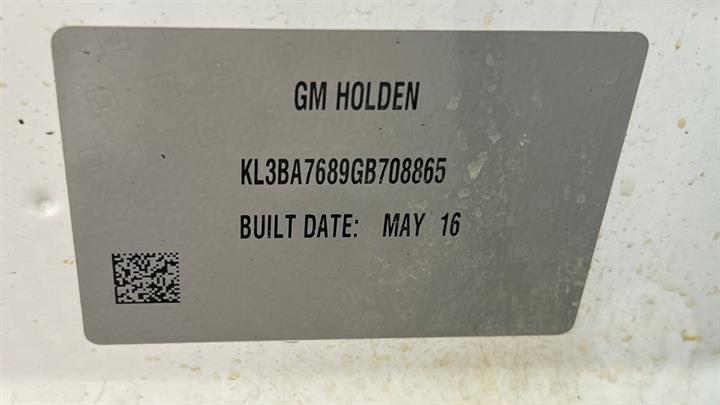 GM HOLDEN
KL3BA7689GB708865
BUILT DATE: MAY 16